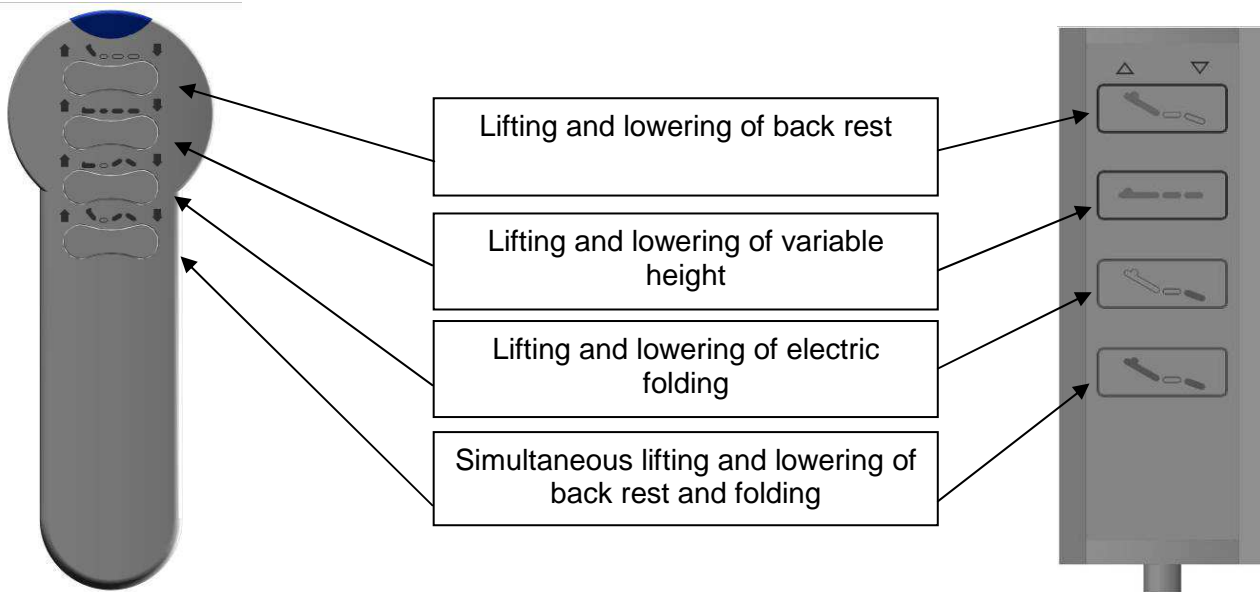 Lifting and lowering of back rest
Lifting and lowering of variable
height
Lifting and lowering of electric
folding
Simultaneous lifting and lowering of
back rest and folding